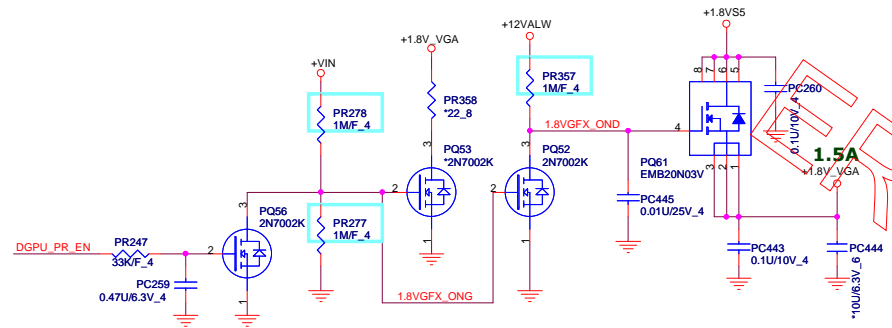 +1.8VS5
+12VALW
+1.8V_VGA
+VIN
8
7
6
5
PR357
1M/F_4
PC260
0.1U/10V_4
PR358
*22_8
PR278
1M/F_4
1.8VGFX_OND
4
3
PQ53
*2N7002K
3
PQ52
2N7002K
PQ61
EMB20N03V
3
2
1
1.5A
+1.8V_VGA
ER
2
2
PC445
0.01U/25V_4
3
PQ56
2N7002K
PR277
1M/F_4
DGPU_PR_EN
PR247
33K/F_4
2
1
1
PC443
0.1U/10V_4
PC444
*10U/6.3V_6
PC259
0.47U/6.3V_4
1
1.8VGFX_ONG